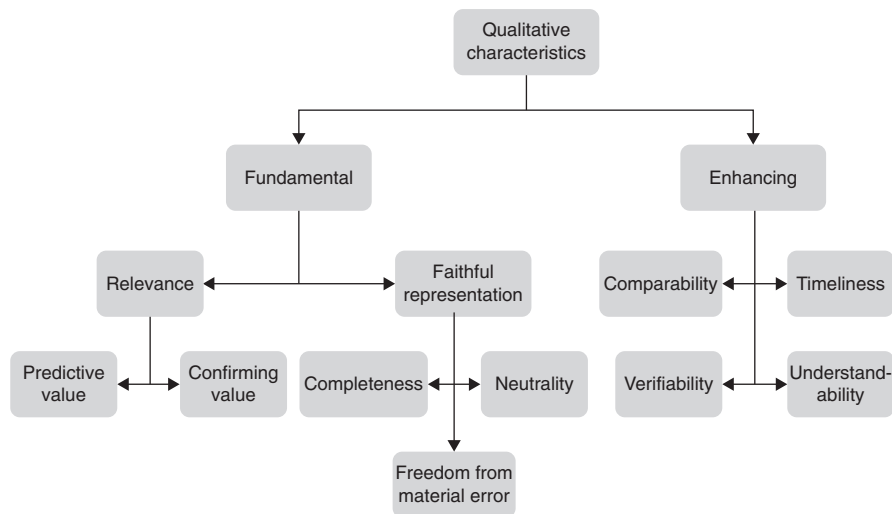 Qualitative
characteristics
Fundamental
Enhancing
Relevance
Faithful
representation
Comparability
Timeliness
Predictive
value
Confirming
value
Completeness
Neutrality
Verifiability
Understand-
ability
Freedom from
material error